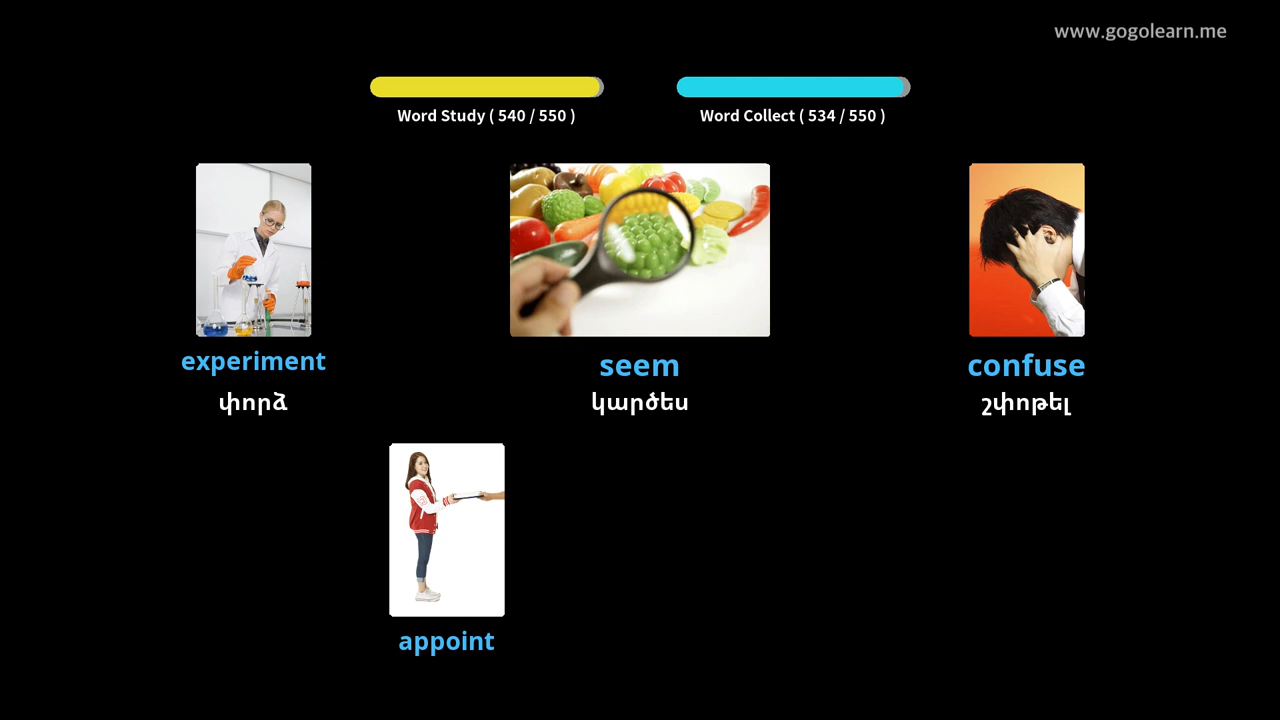 www.gogolearn.me
Word Study ( 540 / 550 )
Word Collect ( 534 / 550 )
experiment
seem
confuse
փորձ
կարծես
շփոթել
appoint